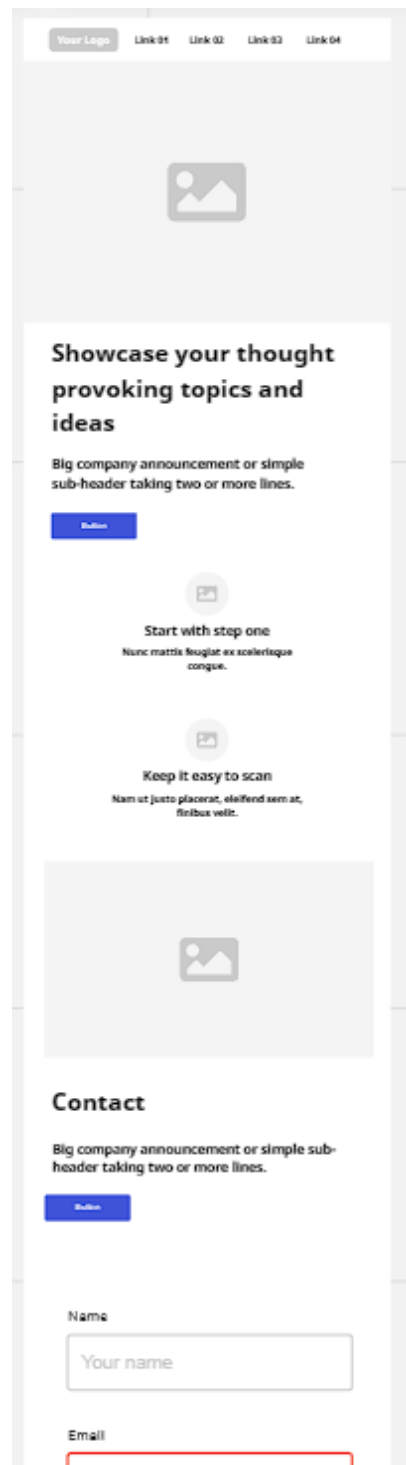 Your Logo Link 01 Link 02 Link 03 Link 04
Showcase your thought
provoking topics and
ideas
Big company announcement or simple
sub-header taking two or more lines.
Button
Start with step one
Nunc mattis feugiat ex scelerisque
congue.
Keep it easy to scan
Nam ut justo placerat, eleifend sem at,
finibus velit.
Contact
Big company announcement or simple sub-
header taking two or more lines.
Button
Name
Your name
Email